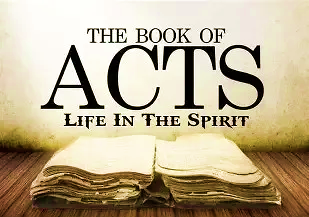 THE BOOK OF
ACTS
LIFE IN THE SPIRIT